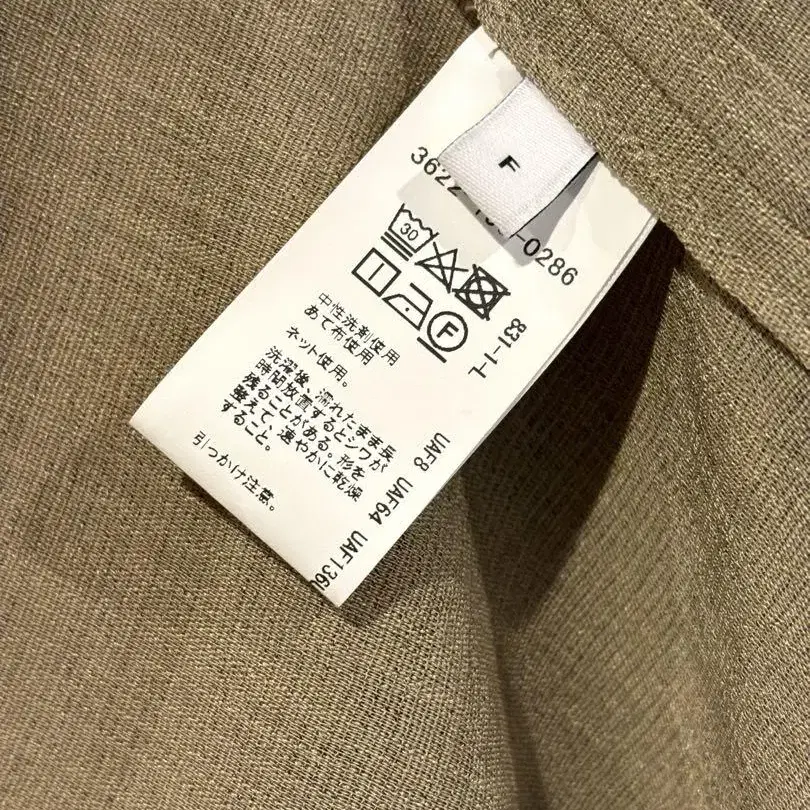 F
3622
-0286
30
F
831-I-L
中性洗剤使用
あて布使用
ネット使用。
洗濯後、濡れたまま長
時間放置するとシワが
残ることがある。形を
整えて、速やかに乾燥
すること。
引っかけ注意。
UAF8 UAF64 UAF136